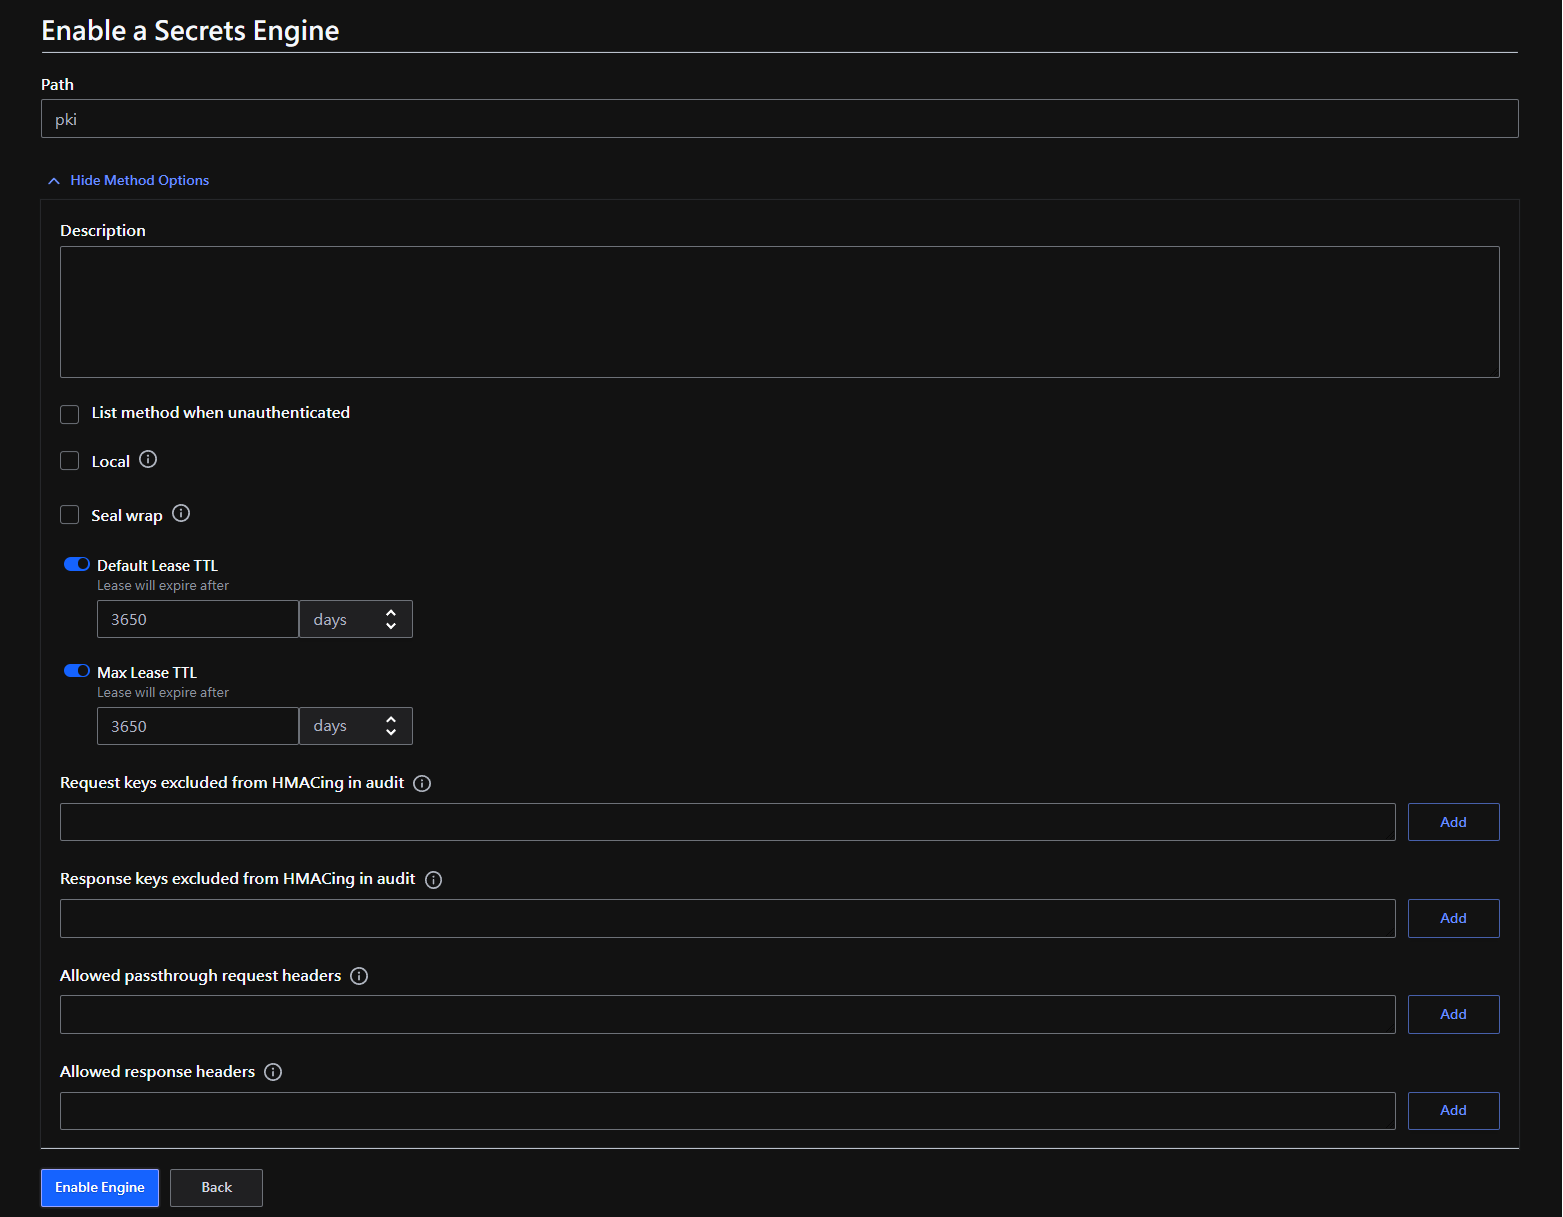 Enable a Secrets Engine
Path
pki
Hide Method Options
Description
List method when unauthenticated
Local
Seal wrap
Default Lease TTL
Lease will expire after
3650 days
Max Lease TTL
Lease will expire after
3650 days
Request keys excluded from HMACing in audit
Add
Response keys excluded from HMACing in audit
Add
Allowed passthrough request headers
Add
Allowed response headers
Add
Enable Engine Back